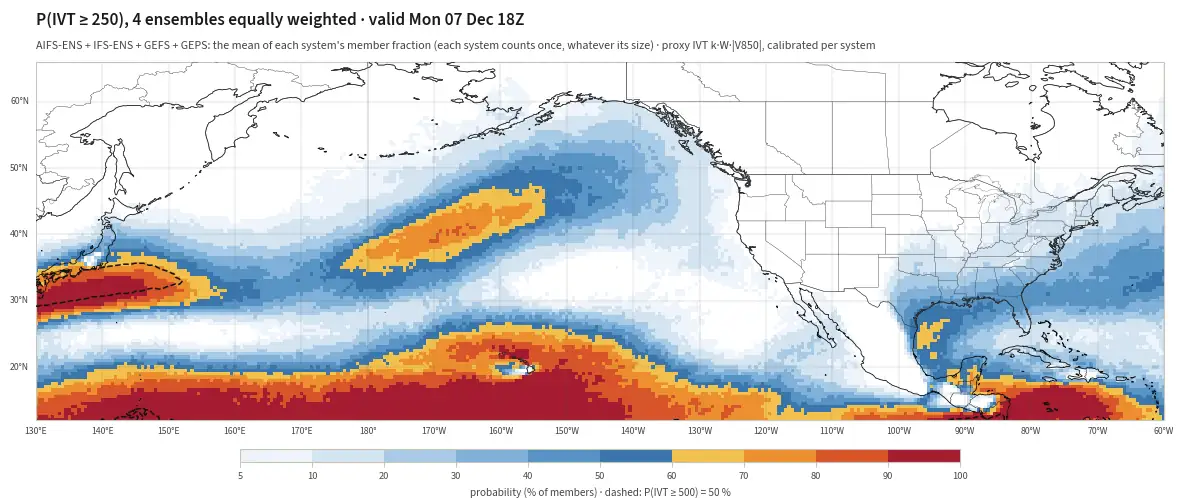 P(IVT ≥ 250), 4 ensembles equally weighted · valid Mon 07 Dec 18Z
AIFS-ENS + IFS-ENS + GEFS + GEPS: the mean of each system's member fraction (each system counts once, whatever its size) · proxy IVT k·W·|V850|, calibrated per system
60°N
50°N
40°N
30°N
20°N
130°E 140°E 150°E 160°E 170°E 180° 170°W 160°W 150°W 140°W 130°W 120°W 110°W 100°W 90°W 80°W 70°W 60°W
5 10 20 30 40 50 60 70 80 90 100
probability (% of members) · dashed: P(IVT ≥ 500) = 50 %